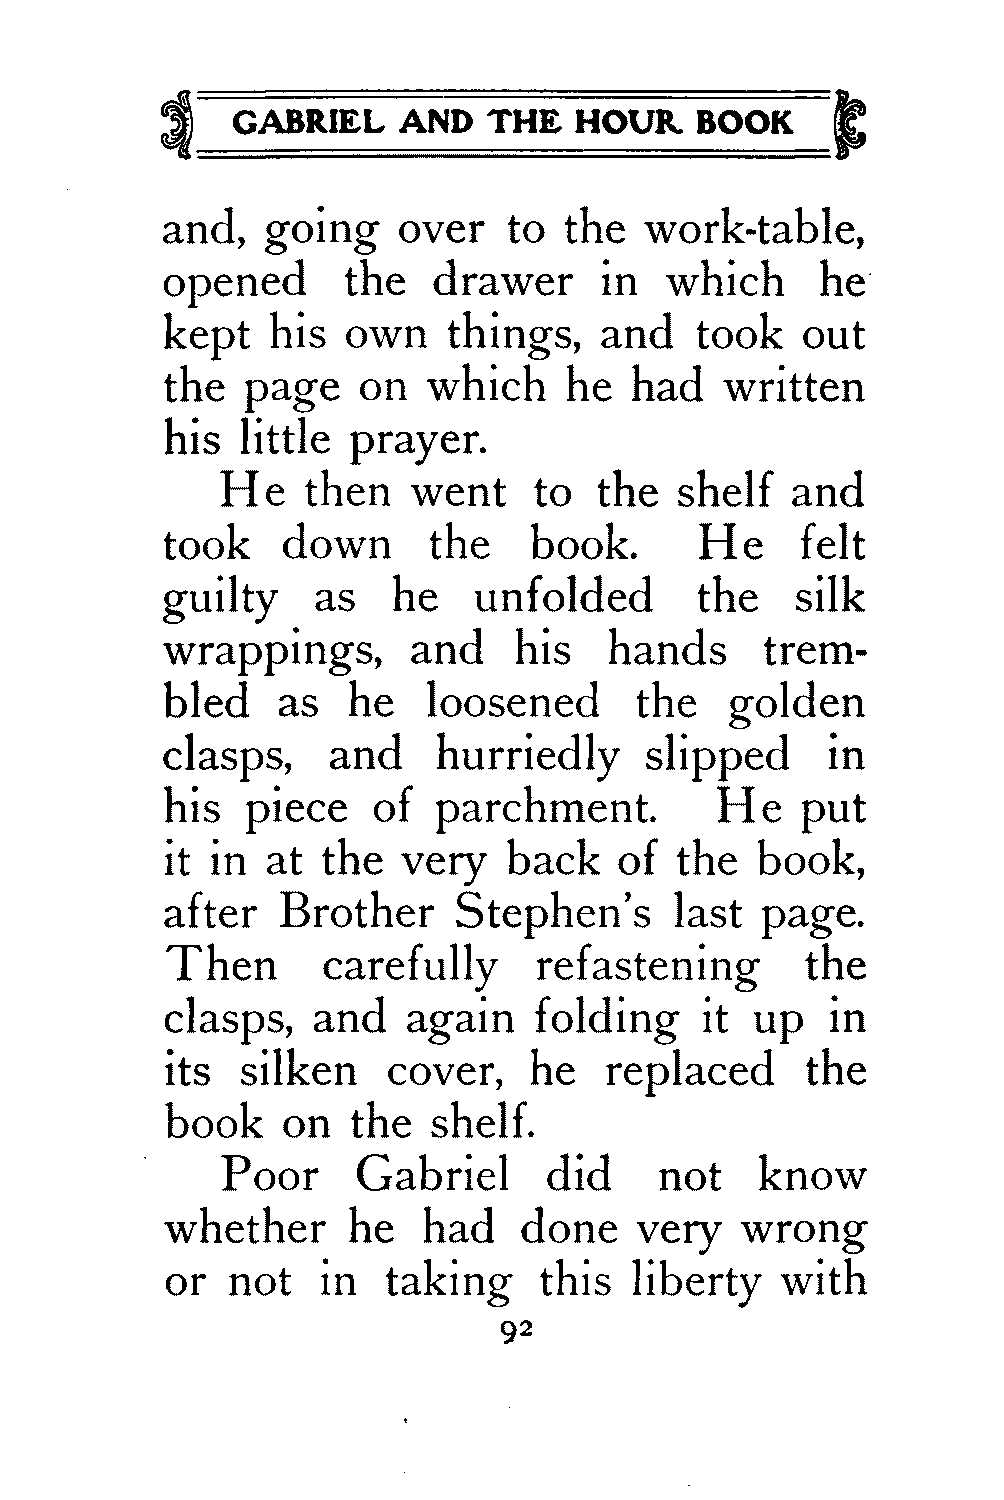 GABRIEL AND THE HOUR BOOK
and, going over to the work-table,
opened the drawer in which he
kept his own things, and took out
the page on which he had written
his little prayer.
He then went to the shelf and
took down the book. He felt
guilty as he unfolded the silk
wrappings, and his hands trem-
bled as he loosened the golden
clasps, and hurriedly slipped in
his piece of parchment. He put
it in at the very back of the book,
after Brother Stephen's last page.
Then carefully refastening the
clasps, and again folding it up in
its silken cover, he replaced the
book on the shelf.
Poor Gabriel did not know
whether he had done very wrong
or not in taking this liberty with
92